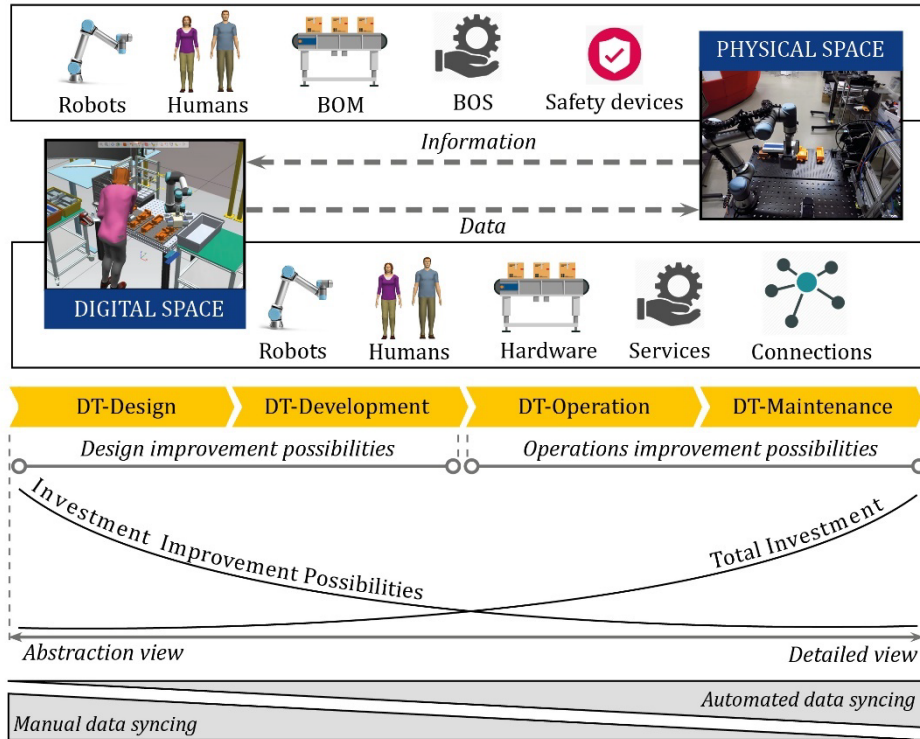 PHYSICAL SPACE
Robots
Humans
BOM
BOS
Safety devices
Information
Data
DIGITAL SPACE
Robots
Humans
Hardware
Services
Connections
DT-Design
DT-Development
DT-Operation
DT-Maintenance
Design improvement possibilities
Operations improvement possibilities
Investment Improvement Possibilities
Total Investment
Abstraction view
Detailed view
Automated data syncing
Manual data syncing